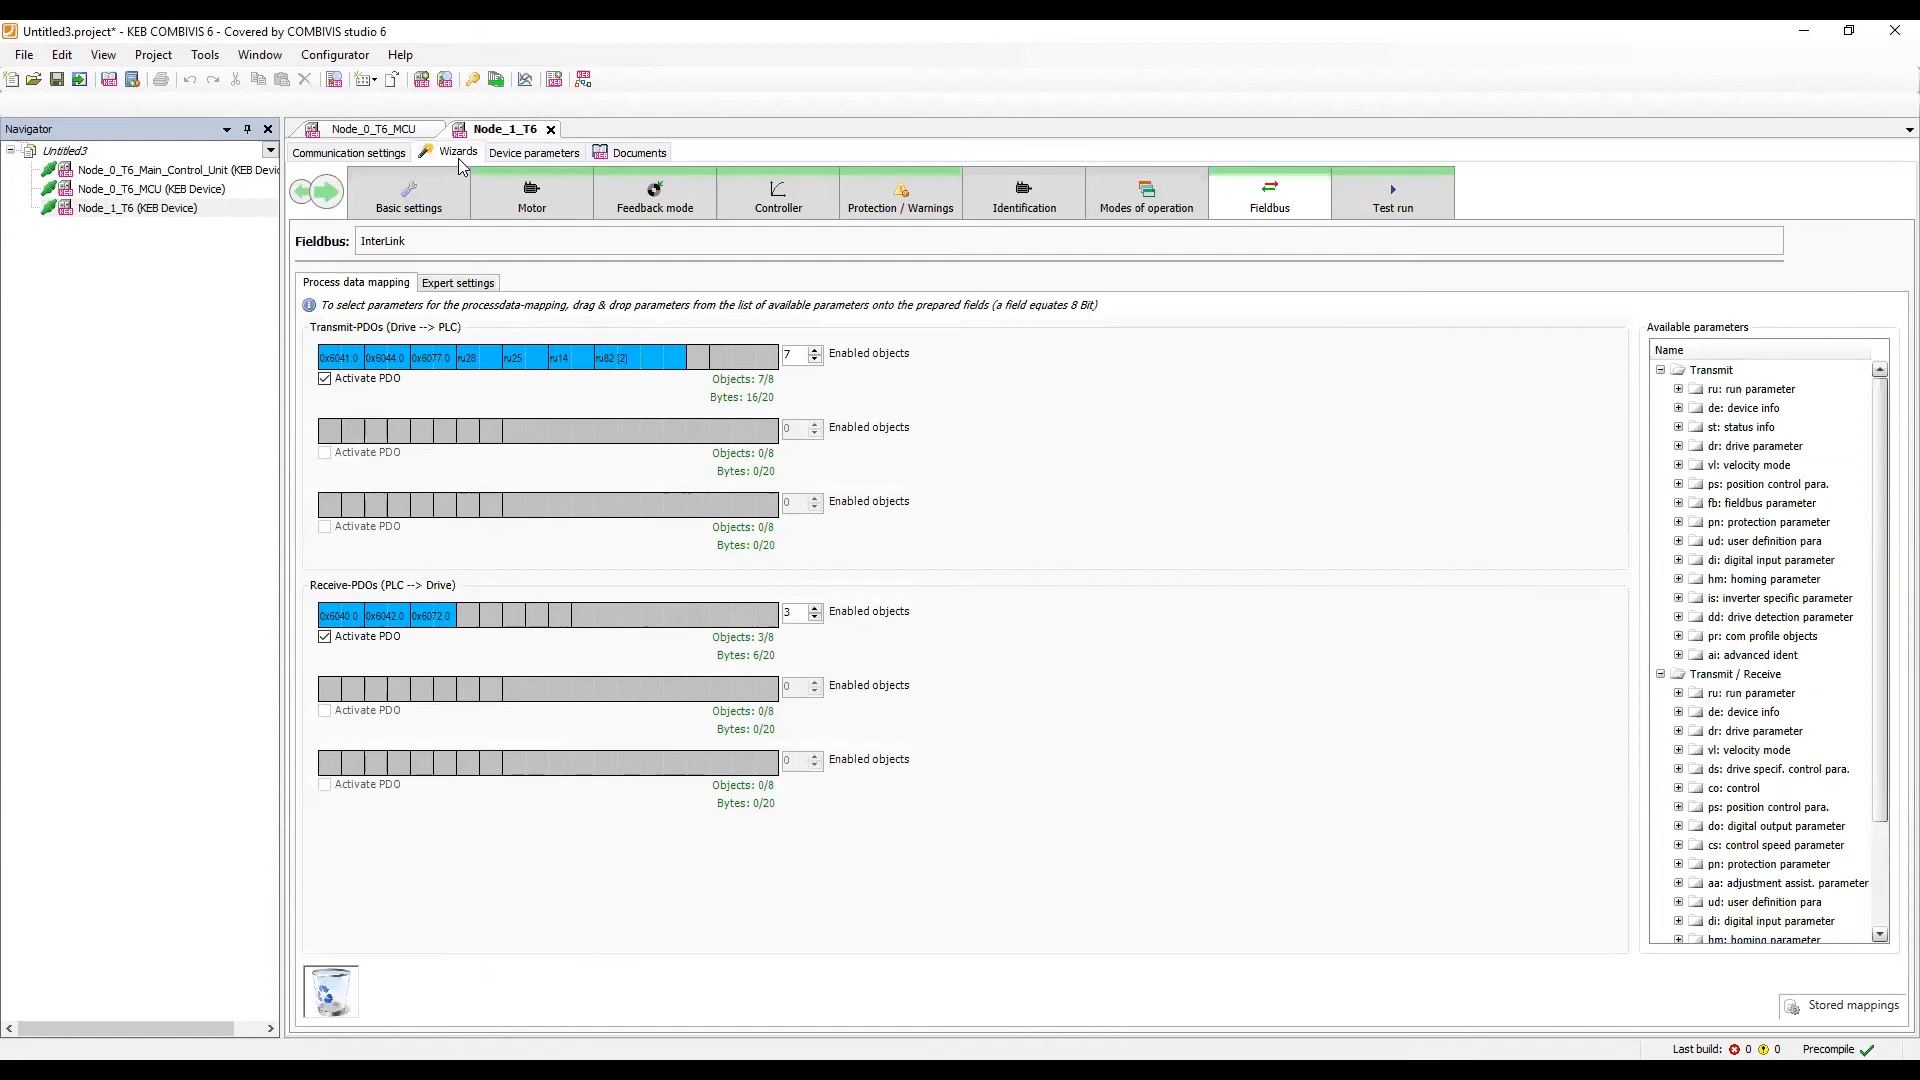 Untitled3.project* - KEB COMBIVIS 6 - Covered by COMBIVIS studio 6
File Edit View Project Tools Window Configurator Help
Navigator
Untitled3
Node_0_T6_Main_Control_Unit (KEB Devic
Node_0_T6_MCU (KEB Device)
Node_1_T6 (KEB Device)
Node_0_T6_MCU Node_1_T6
Communication settings Wizards Device parameters Documents
Basic settings Motor Feedback mode Controller Protection / Warnings Identification Modes of operation Fieldbus Test run
Fieldbus: InterLink
Process data mapping Expert settings
To select parameters for the processdata-mapping, drag & drop parameters from the list of available parameters onto the prepared fields (a field equates 8 Bit)
Transmit-PDOs (Drive --> PLC)
0x6041.0 0x6044.0 0x6077.0 ru28 ru25 ru14 ru82 [2] 7 Enabled objects
Activate PDO Objects: 7/8
Bytes: 16/20
0 Enabled objects
Activate PDO Objects: 0/8
Bytes: 0/20
0 Enabled objects
Activate PDO Objects: 0/8
Bytes: 0/20
Receive-PDOs (PLC --> Drive)
0x6040.0 0x6042.0 0x6072.0 3 Enabled objects
Activate PDO Objects: 3/8
Bytes: 6/20
0 Enabled objects
Activate PDO Objects: 0/8
Bytes: 0/20
0 Enabled objects
Activate PDO Objects: 0/8
Bytes: 0/20
Available parameters
Name
Transmit
ru: run parameter
de: device info
st: status info
dr: drive parameter
vl: velocity mode
ps: position control para.
fb: fieldbus parameter
pn: protection parameter
ud: user definition para
di: digital input parameter
hm: homing parameter
is: inverter specific parameter
dd: drive detection parameter
pr: com profile objects
ai: advanced ident
Transmit / Receive
ru: run parameter
de: device info
dr: drive parameter
vl: velocity mode
ds: drive specif. control para.
co: control
ps: position control para.
do: digital output parameter
cs: control speed parameter
pn: protection parameter
aa: adjustment assist. parameter
ud: user definition para
di: digital input parameter
hm: homing parameter
Stored mappings
Last build: 0 0 Precompile